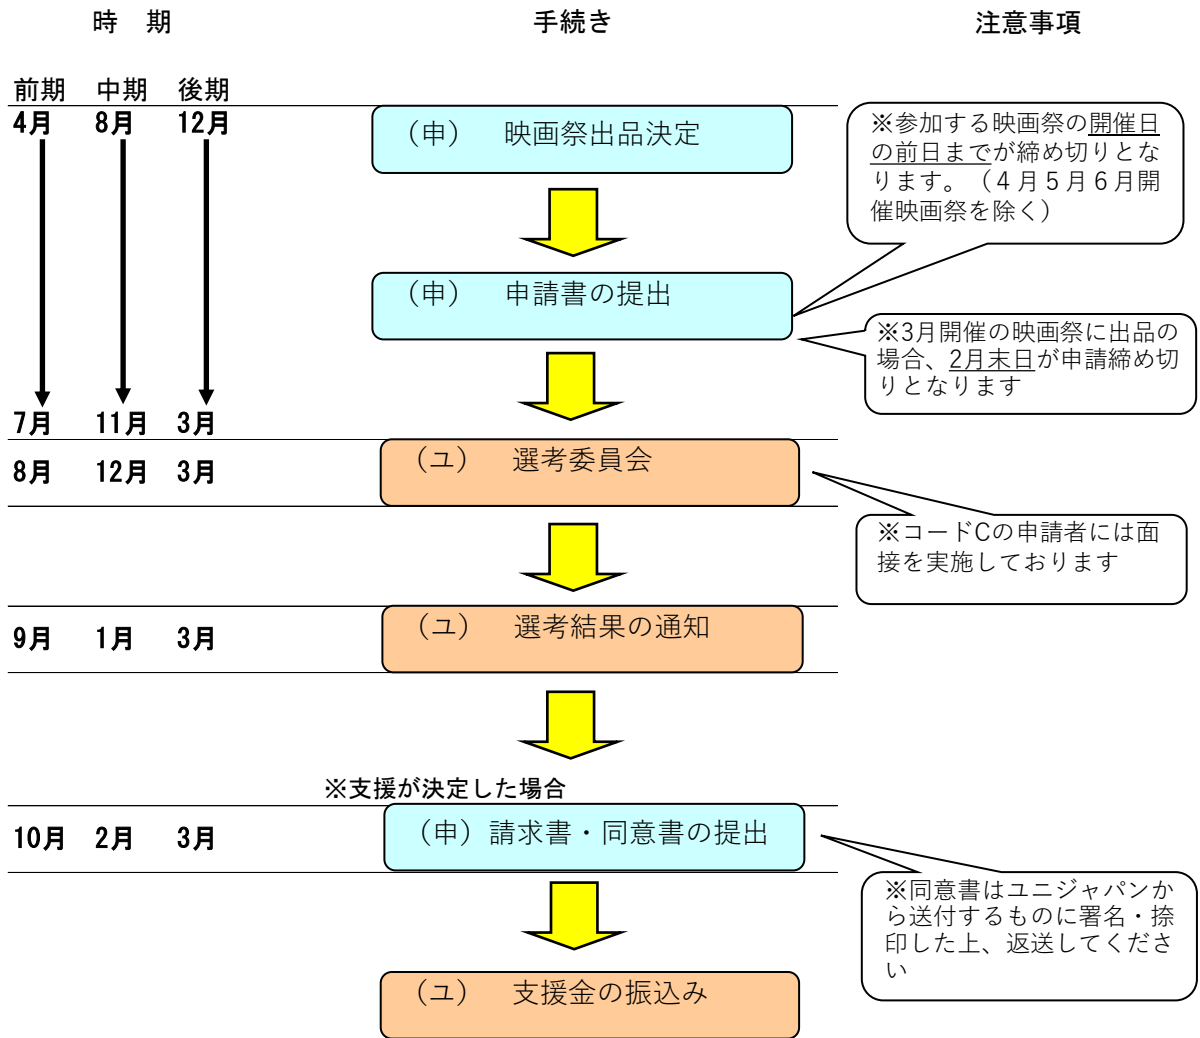 時　期
手続き
注意事項
前期 中期 後期
4月 8月 12月
（申）　映画祭出品決定
※参加する映画祭の開催日
の前日までが締め切りとな
ります。（４月５月６月開
催映画祭を除く）
（申）　申請書の提出
※3月開催の映画祭に出品の
場合、2月末日が申請締め切
りとなります
7月 11月 3月
8月 12月 3月
（ユ）　選考委員会
※コードCの申請者には面
接を実施しております
9月 1月 3月
（ユ）　選考結果の通知
※支援が決定した場合
10月 2月 3月
（申）請求書・同意書の提出
※同意書はユニジャパンか
ら送付するものに署名・捺
印した上、返送してくださ
い
（ユ）　支援金の振込み